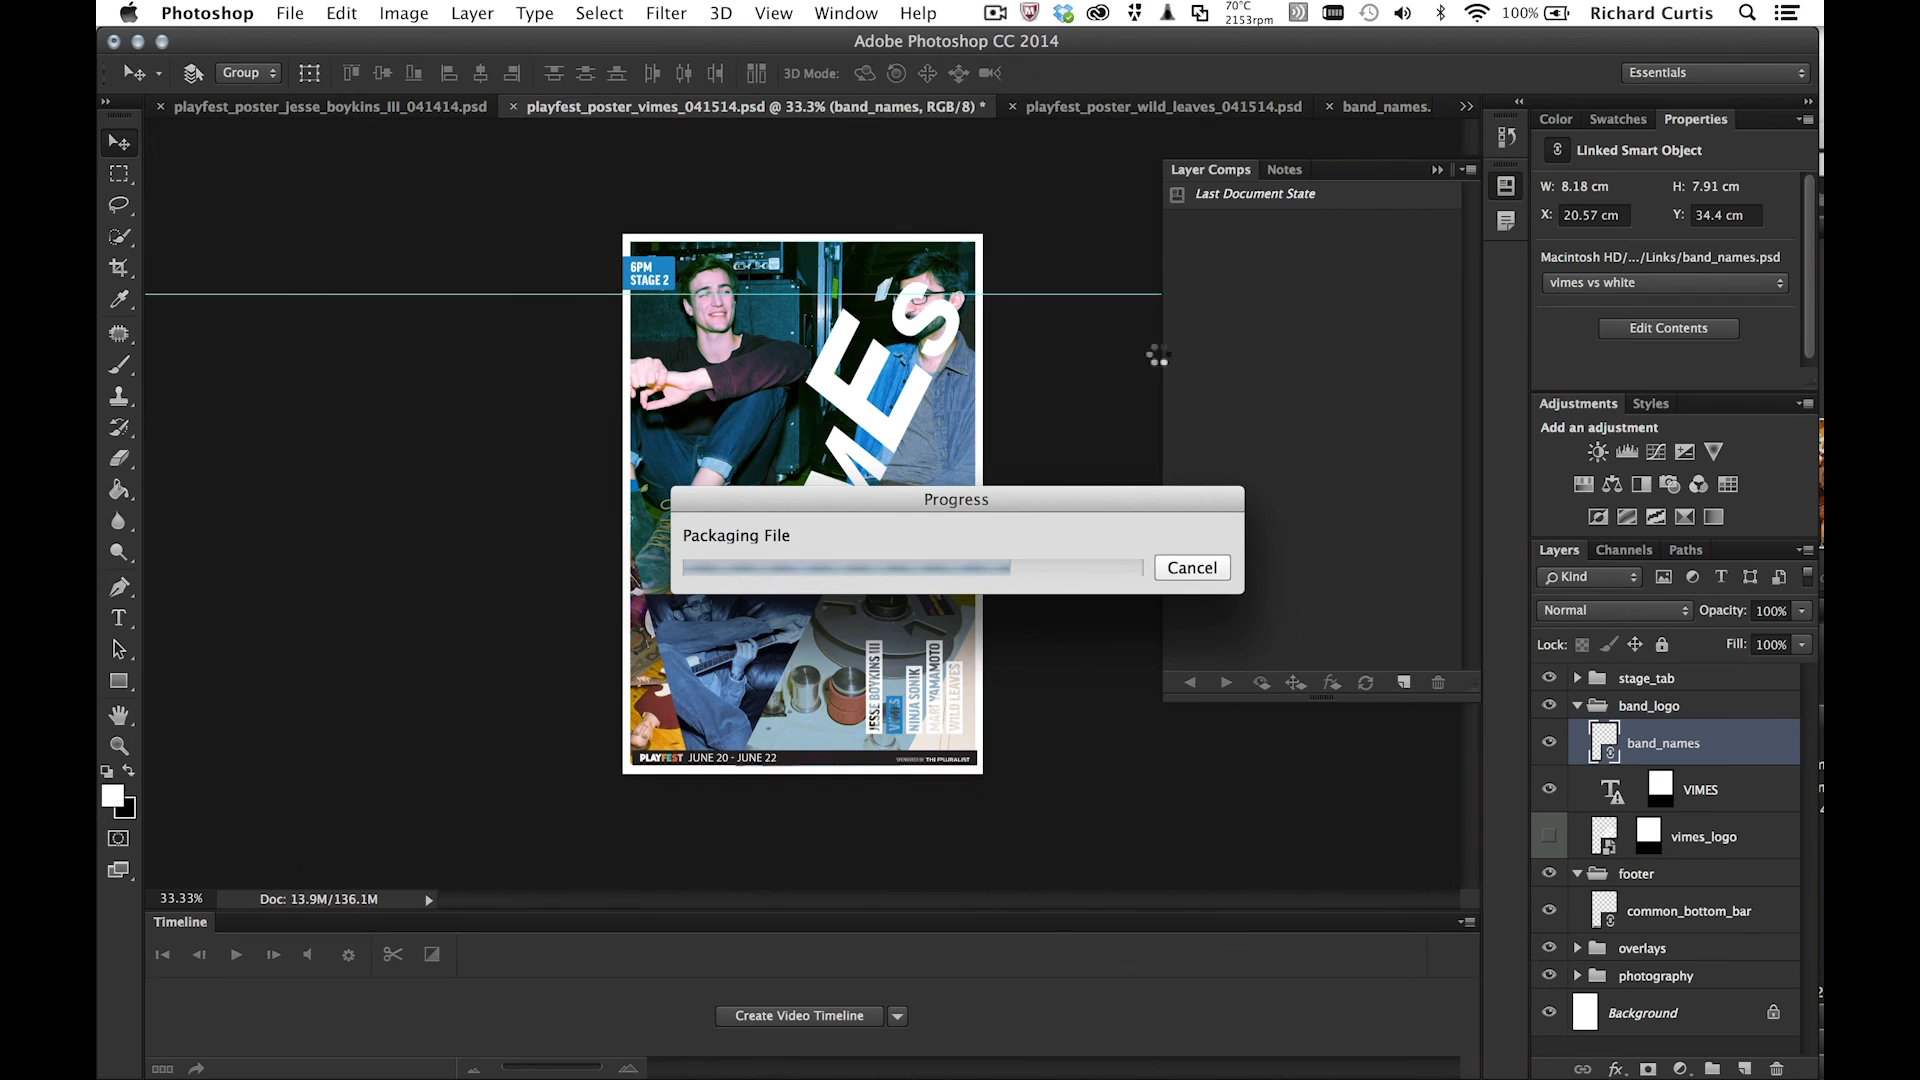 Photoshop File Edit Image Layer Type Select Filter 3D View Window Help 70°C 2153rpm 100% Richard Curtis
Adobe Photoshop CC 2014
Group 3D Mode: Essentials
playfest_poster_jesse_boykins_III_041414.psd playfest_poster_vimes_041514.psd @ 33.3% (band_names, RGB/8) * playfest_poster_wild_leaves_041514.psd band_names.
Color Swatches Properties
Linked Smart Object
W: 8.18 cm H: 7.91 cm
X: 20.57 cm Y: 34.4 cm
Macintosh HD/.../Links/band_names.psd
vimes vs white
Edit Contents
Layer Comps Notes
Last Document State
6PM
STAGE 2
MES
Progress
Packaging File
Cancel
JESSE BOYKINS III
VIMES
NINJA SONIK
MARI YAMAMOTO
WILD LEAVES
PLAYFEST JUNE 20 - JUNE 22 SPONSORED BY THE PLURALIST
Adjustments Styles
Add an adjustment
Layers Channels Paths
Kind
Normal Opacity: 100%
Lock: Fill: 100%
stage_tab
band_logo
band_names
VIMES
vimes_logo
footer
common_bottom_bar
overlays
photography
Background
33.33% Doc: 13.9M/136.1M
Timeline
Create Video Timeline